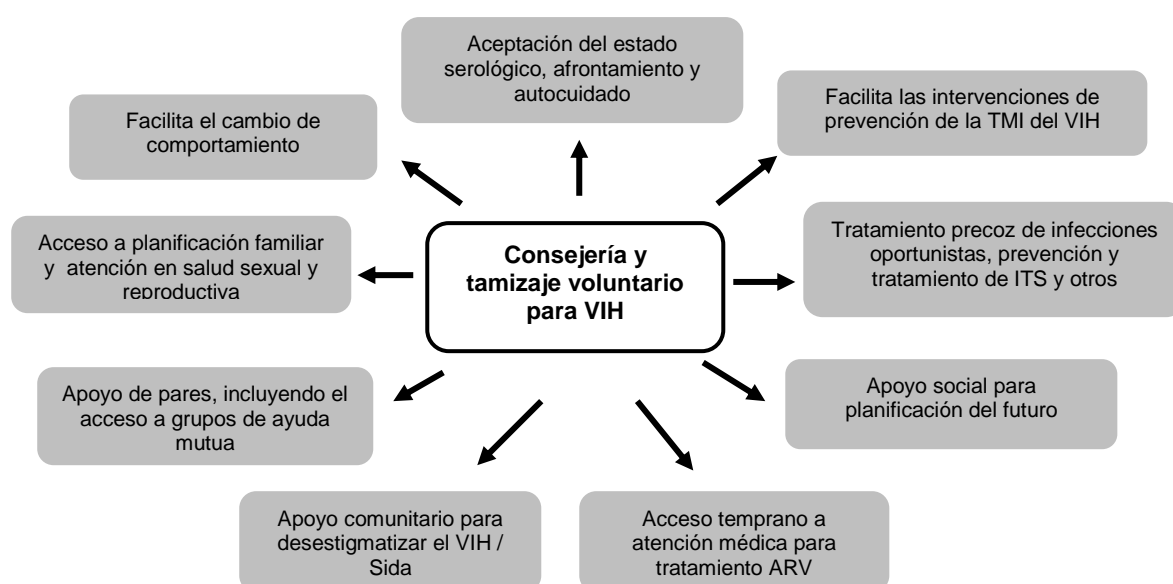 Aceptación del estado
serológico, afrontamiento y
autocuidado
Facilita las intervenciones de
prevención de la TMI del VIH
Facilita el cambio de
comportamiento
Tratamiento precoz de infecciones
oportunistas, prevención y
tratamiento de ITS y otros
Acceso a planificación familiar
y atención en salud sexual y
reproductiva
Consejería y
tamizaje voluntario
para VIH
Apoyo de pares, incluyendo el
acceso a grupos de ayuda
mutua
Apoyo social para
planificación del futuro
Apoyo comunitario para
desestigmatizar el VIH /
Sida
Acceso temprano a
atención médica para
tratamiento ARV